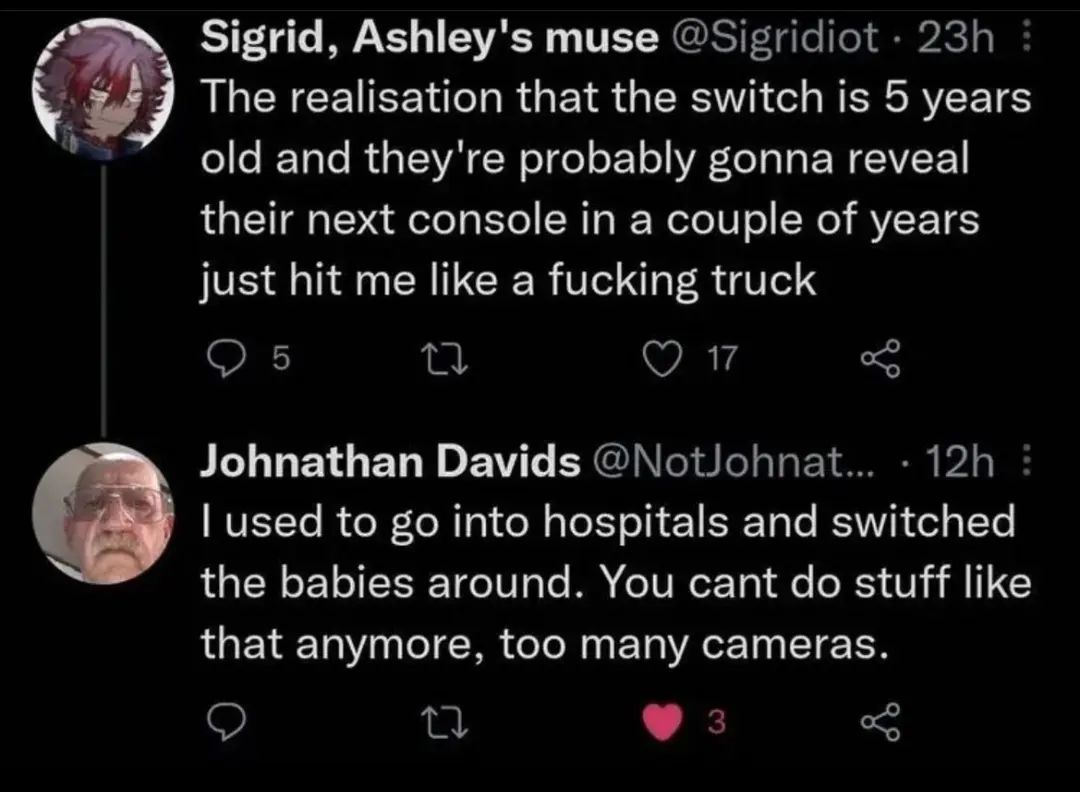 Sigrid, Ashley's muse @Sigridiot · 23h
The realisation that the switch is 5 years
old and they're probably gonna reveal
their next console in a couple of years
just hit me like a fucking truck
5 17
Johnathan Davids @NotJohnat... · 12h
I used to go into hospitals and switched
the babies around. You cant do stuff like
that anymore, too many cameras.
3